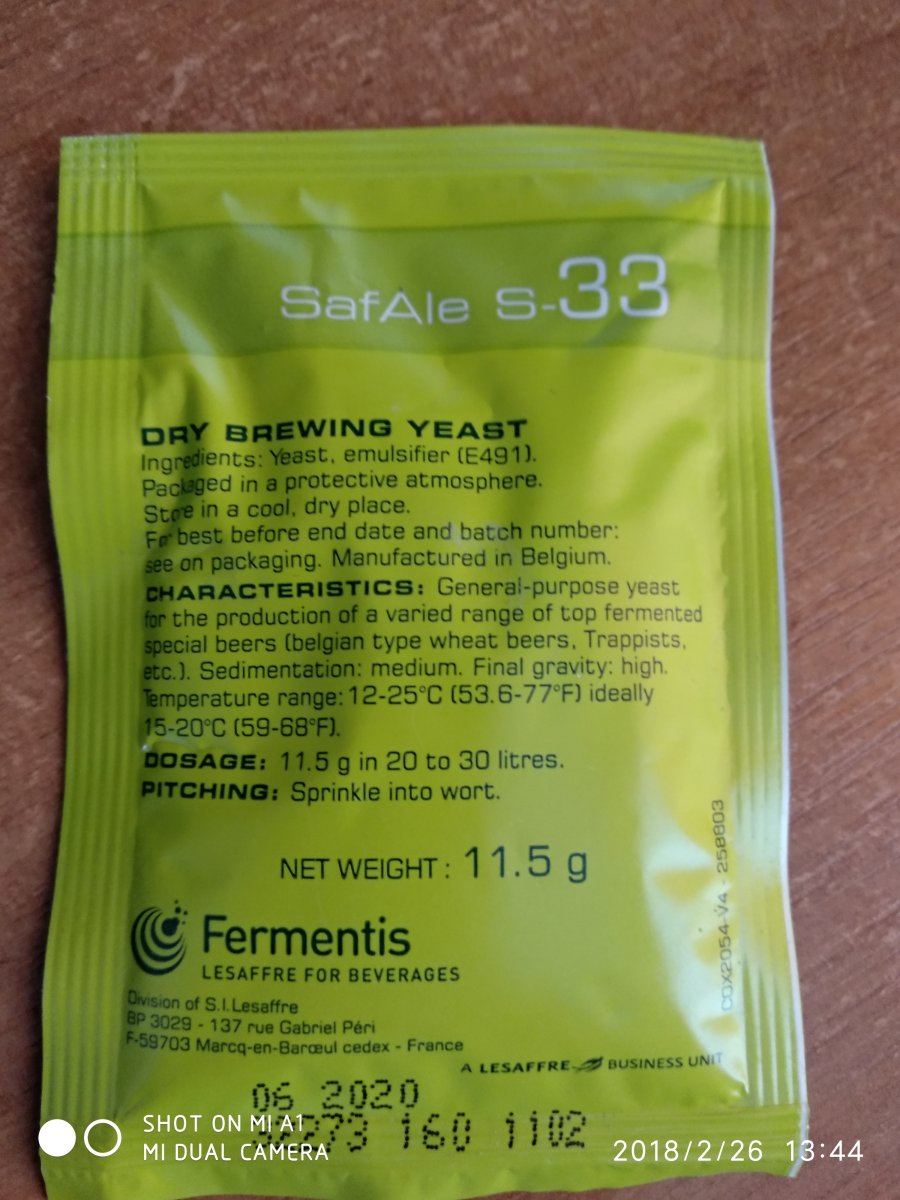 SafAle S-33
DRY BREWING YEAST
Ingredients: Yeast, emulsifier (E491).
Packaged in a protective atmosphere.
Store in a cool, dry place.
For best before end date and batch number:
see on packaging. Manufactured in Belgium.
CHARACTERISTICS: General-purpose yeast
for the production of a varied range of top fermented
special beers (belgian type wheat beers, Trappists,
etc.). Sedimentation: medium. Final gravity: high.
Temperature range: 12-25°C (53.6-77°F) ideally
15-20°C (59-68°F).
DOSAGE: 11.5 g in 20 to 30 litres.
PITCHING: Sprinkle into wort.
NET WEIGHT : 11.5 g
COX2054-V4 - 258803
Fermentis
LESAFFRE FOR BEVERAGES
Division of S.I.Lesaffre
BP 3029 - 137 rue Gabriel Péri
F-59703 Marcq-en-Barœul cedex - France
A LESAFFRE BUSINESS UNIT
06 2020
160 1102
SHOT ON MI A1
MI DUAL CAMERA
2018/2/26 13:44